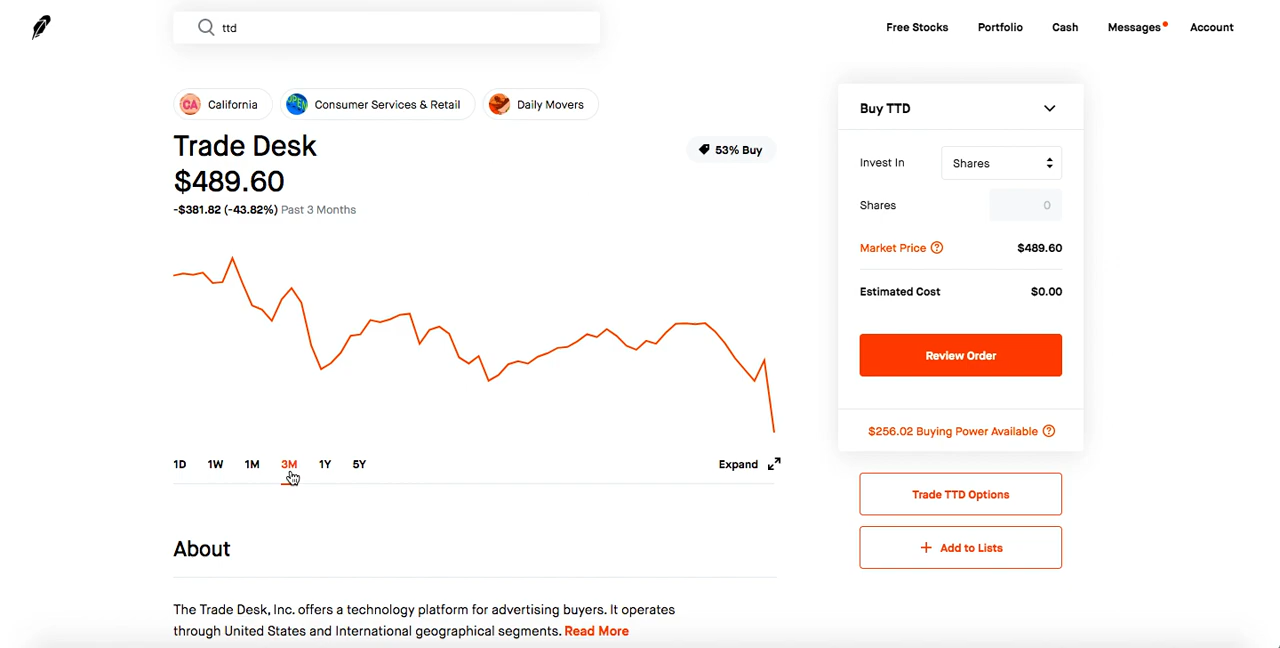 ttd
Free Stocks Portfolio Cash Messages Account
CA California OPEN Consumer Services & Retail Daily Movers
Trade Desk
$489.60
-$381.82 (-43.82%) Past 3 Months
53% Buy
1D 1W 1M 3M 1Y 5Y Expand
About
The Trade Desk, Inc. offers a technology platform for advertising buyers. It operates
through United States and International geographical segments. Read More
Buy TTD
Invest In Shares
Shares 0
Market Price ? $489.60
Estimated Cost $0.00
Review Order
$256.02 Buying Power Available ?
Trade TTD Options
+ Add to Lists